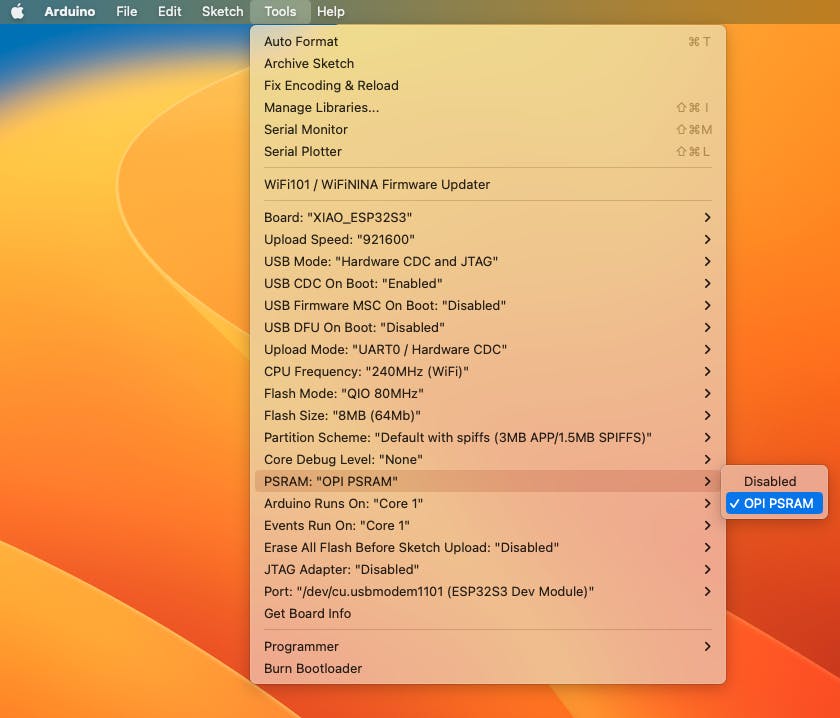 Arduino File Edit Sketch Tools Help
Auto Format ⌘ T
Archive Sketch
Fix Encoding & Reload
Manage Libraries... ⇧⌘ I
Serial Monitor ⇧⌘M
Serial Plotter ⇧⌘ L
WiFi101 / WiFiNINA Firmware Updater
Board: "XIAO_ESP32S3"
Upload Speed: "921600"
USB Mode: "Hardware CDC and JTAG"
USB CDC On Boot: "Enabled"
USB Firmware MSC On Boot: "Disabled"
USB DFU On Boot: "Disabled"
Upload Mode: "UART0 / Hardware CDC"
CPU Frequency: "240MHz (WiFi)"
Flash Mode: "QIO 80MHz"
Flash Size: "8MB (64Mb)"
Partition Scheme: "Default with spiffs (3MB APP/1.5MB SPIFFS)"
Core Debug Level: "None"
PSRAM: "OPI PSRAM"
Disabled
✓ OPI PSRAM
Arduino Runs On: "Core 1"
Events Run On: "Core 1"
Erase All Flash Before Sketch Upload: "Disabled"
JTAG Adapter: "Disabled"
Port: "/dev/cu.usbmodem1101 (ESP32S3 Dev Module)"
Get Board Info
Programmer
Burn Bootloader